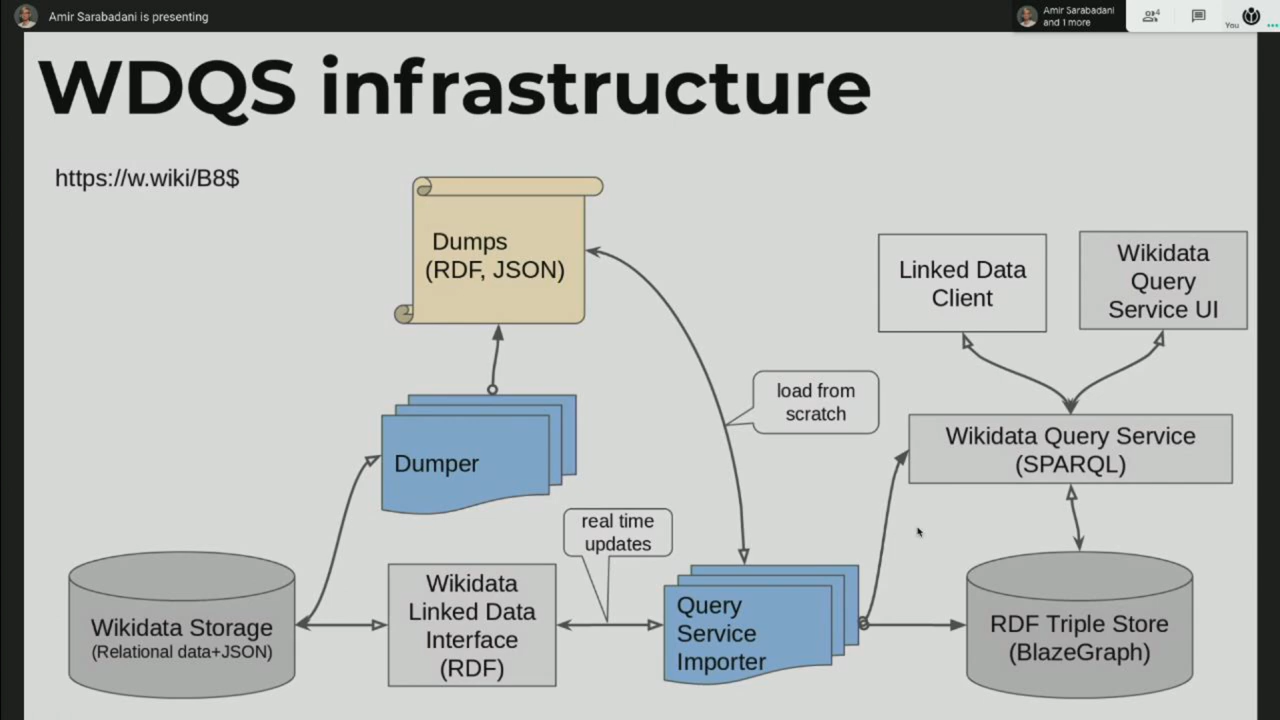 Amir Sarabadani is presenting
Amir Sarabadani
and 1 more
4
You
WDQS infrastructure
https://w.wiki/B8$
Dumps
(RDF, JSON)
Linked Data
Client
Wikidata
Query
Service UI
load from
scratch
Wikidata Query Service
(SPARQL)
Dumper
real time
updates
Wikidata Storage
(Relational data+JSON)
Wikidata
Linked Data
Interface
(RDF)
Query
Service
Importer
RDF Triple Store
(BlazeGraph)